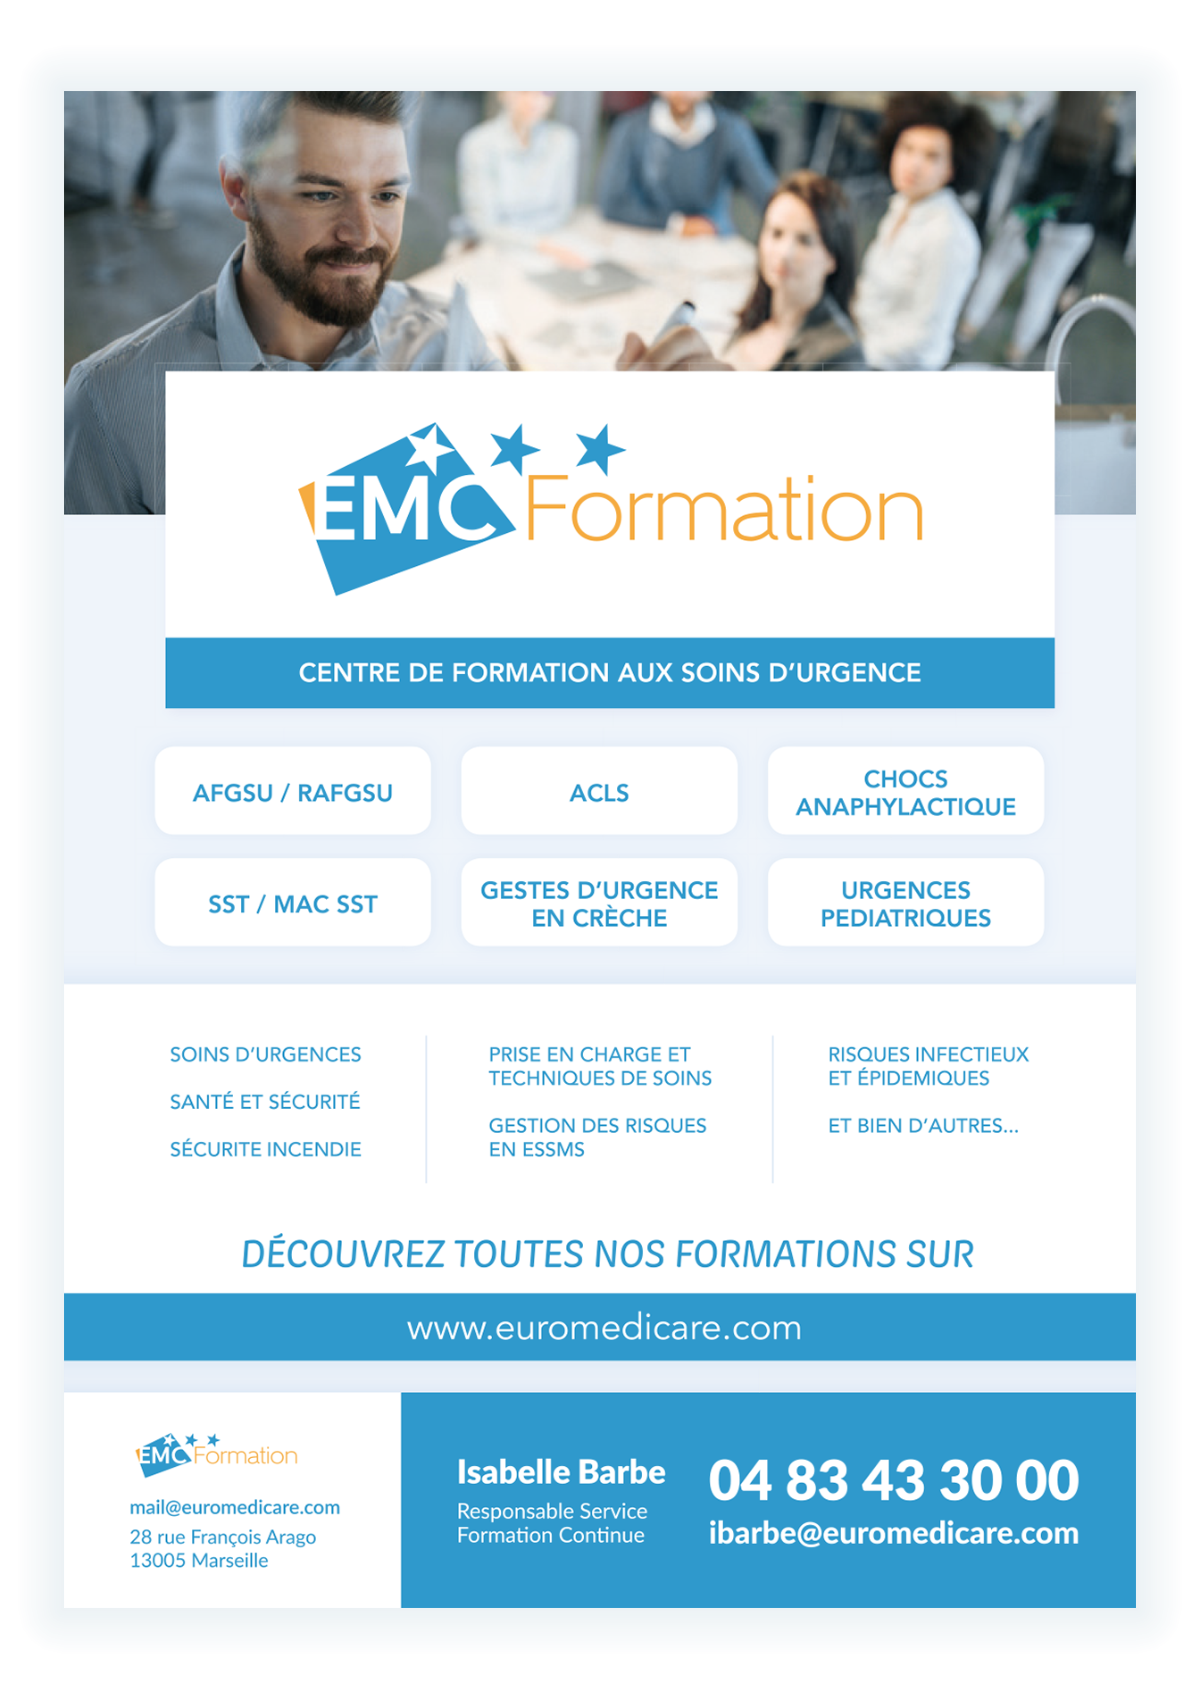 EMC Formation
CENTRE DE FORMATION AUX SOINS D'URGENCE
AFGSU / RAFGSU
ACLS
CHOCS
ANAPHYLACTIQUE
SST / MAC SST
GESTES D'URGENCE
EN CRÈCHE
URGENCES
PEDIATRIQUES
SOINS D'URGENCES
SANTÉ ET SÉCURITÉ
SÉCURITE INCENDIE
PRISE EN CHARGE ET
TECHNIQUES DE SOINS
GESTION DES RISQUES
EN ESSMS
RISQUES INFECTIEUX
ET ÉPIDEMIQUES
ET BIEN D'AUTRES...
DÉCOUVREZ TOUTES NOS FORMATIONS SUR
www.euromedicare.com
EMC Formation
mail@euromedicare.com
28 rue François Arago
13005 Marseille
Isabelle Barbe
Responsable Service
Formation Continue
04 83 43 30 00
ibarbe@euromedicare.com